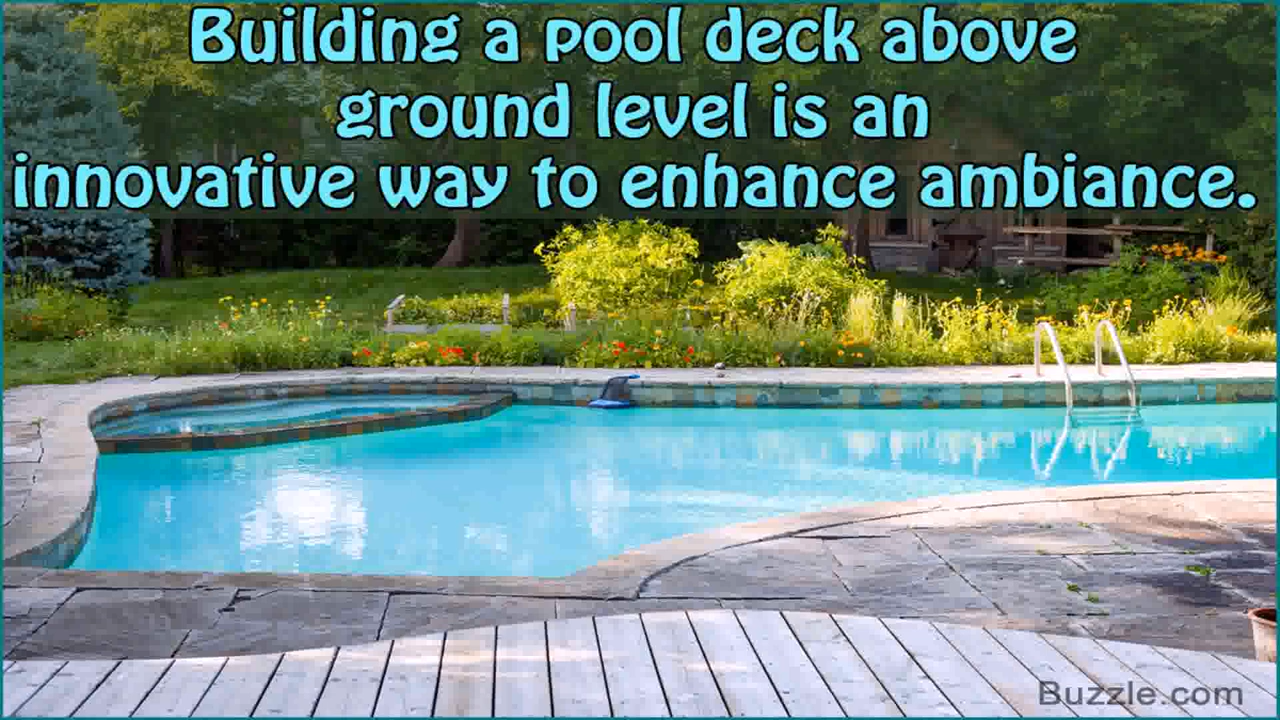 Building a pool deck above
ground level is an
innovative way to enhance ambiance.
Buzzle.com